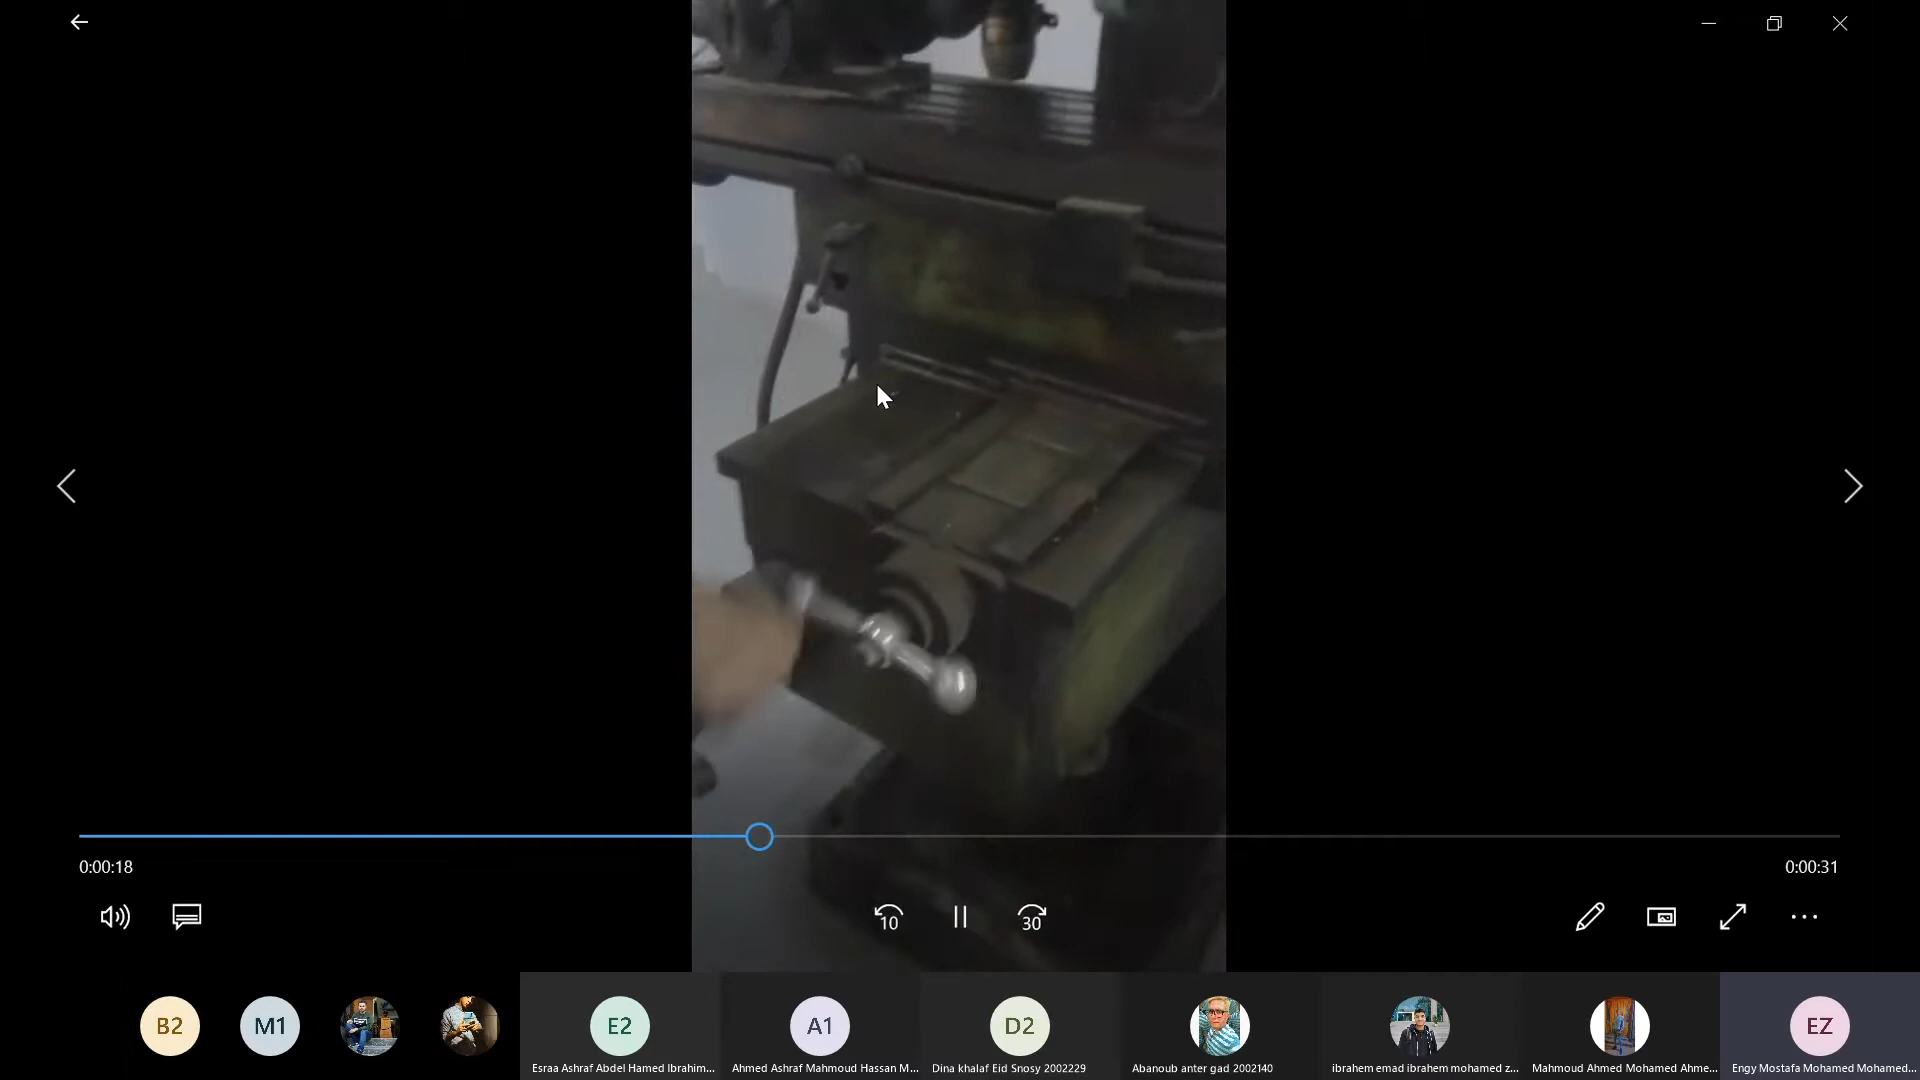 0:00:18
0:00:31
10
30
B2
M1
E2
A1
D2
EZ
Esraa Ashraf Abdel Hamed Ibrahim...
Ahmed Ashraf Mahmoud Hassan M...
Dina khalaf Eid Snosy 2002229
Abanoub anter gad 2002140
ibrahem emad ibrahem mohamed z...
Mahmoud Ahmed Mohamed Ahme...
Engy Mostafa Mohamed Mohamed...